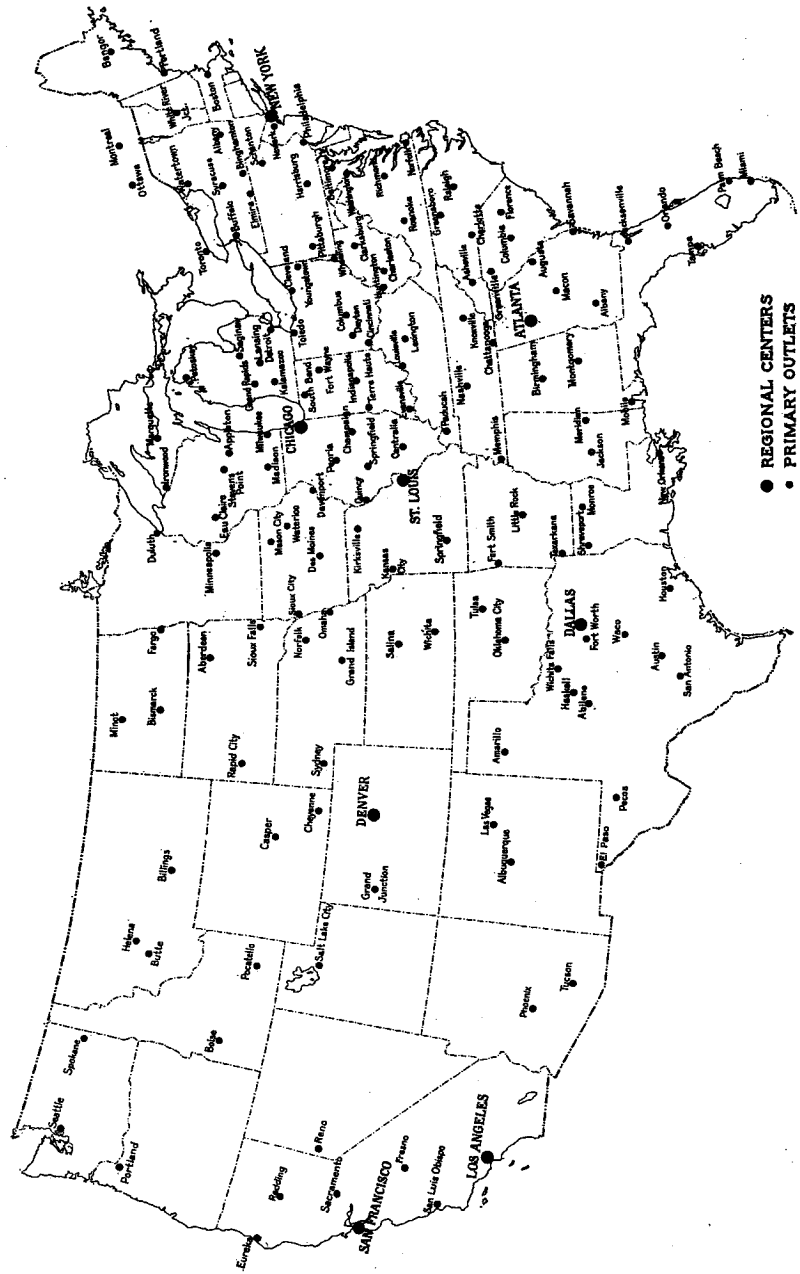 Seattle
Spokane
Portland
Helena
Butte
Billings
Boise
Pocatello
Casper
Cheyenne
Salt Lake City
Eureka
Redding
Reno
Sacramento
SAN FRANCISCO
Fresno
San Luis Obispo
LOS ANGELES
Phoenix
Tucson
Grand
Junction
DENVER
Las Vegas
Albuquerque
El Paso
Pecos
Minot
Bismarck
Fargo
Aberdeen
Rapid City
Sioux Falls
Sydney
Norfolk
Omaha
Grand Island
Sioux City
Salina
Wichita
Tulsa
Oklahoma City
Amarillo
Wichita Falls
Haskell
Abilene
DALLAS
Fort Worth
Waco
Austin
San Antonio
Houston
Duluth
Minneapolis
Eau Claire
Stevens
Point
Appleton
Ironwood
Marquette
Milwaukee
Madison
Mason City
Waterloo
Des Moines
Davenport
Kirksville
Kansas
City
Quincy
ST. LOUIS
Springfield
Fort Smith
Little Rock
Texarkana
Shreveport
Monroe
New Orleans
CHICAGO
Peoria
Champaign
Springfield
Centralia
Paducah
Memphis
Jackson
Meridian
Mobile
Saginaw
Lansing
Grand Rapids
Detroit
Kalamazoo
South Bend
Fort Wayne
Indianapolis
Terre Haute
Evansville
Louisville
Lexington
Nashville
Knoxville
Chattanooga
Birmingham
Montgomery
Toledo
Cleveland
Youngstown
Columbus
Dayton
Cincinnati
Pittsburgh
Wheeling
Clarksburg
Huntington
Charleston
Roanoke
Greensboro
Raleigh
Asheville
Charlotte
Greenville
Columbia
Florence
ATLANTA
Augusta
Macon
Albany
Savannah
Jacksonville
Orlando
Tampa
Palm Beach
Miami
Toronto
Buffalo
Ottawa
Montreal
Watertown
Syracuse
Albany
Binghamton
Elmira
Scranton
Harrisburg
Newark
NEW YORK
Philadelphia
Baltimore
Washington
Richmond
Norfolk
White River
Jct.
Boston
Portland
Bangor
REGIONAL CENTERS
PRIMARY OUTLETS